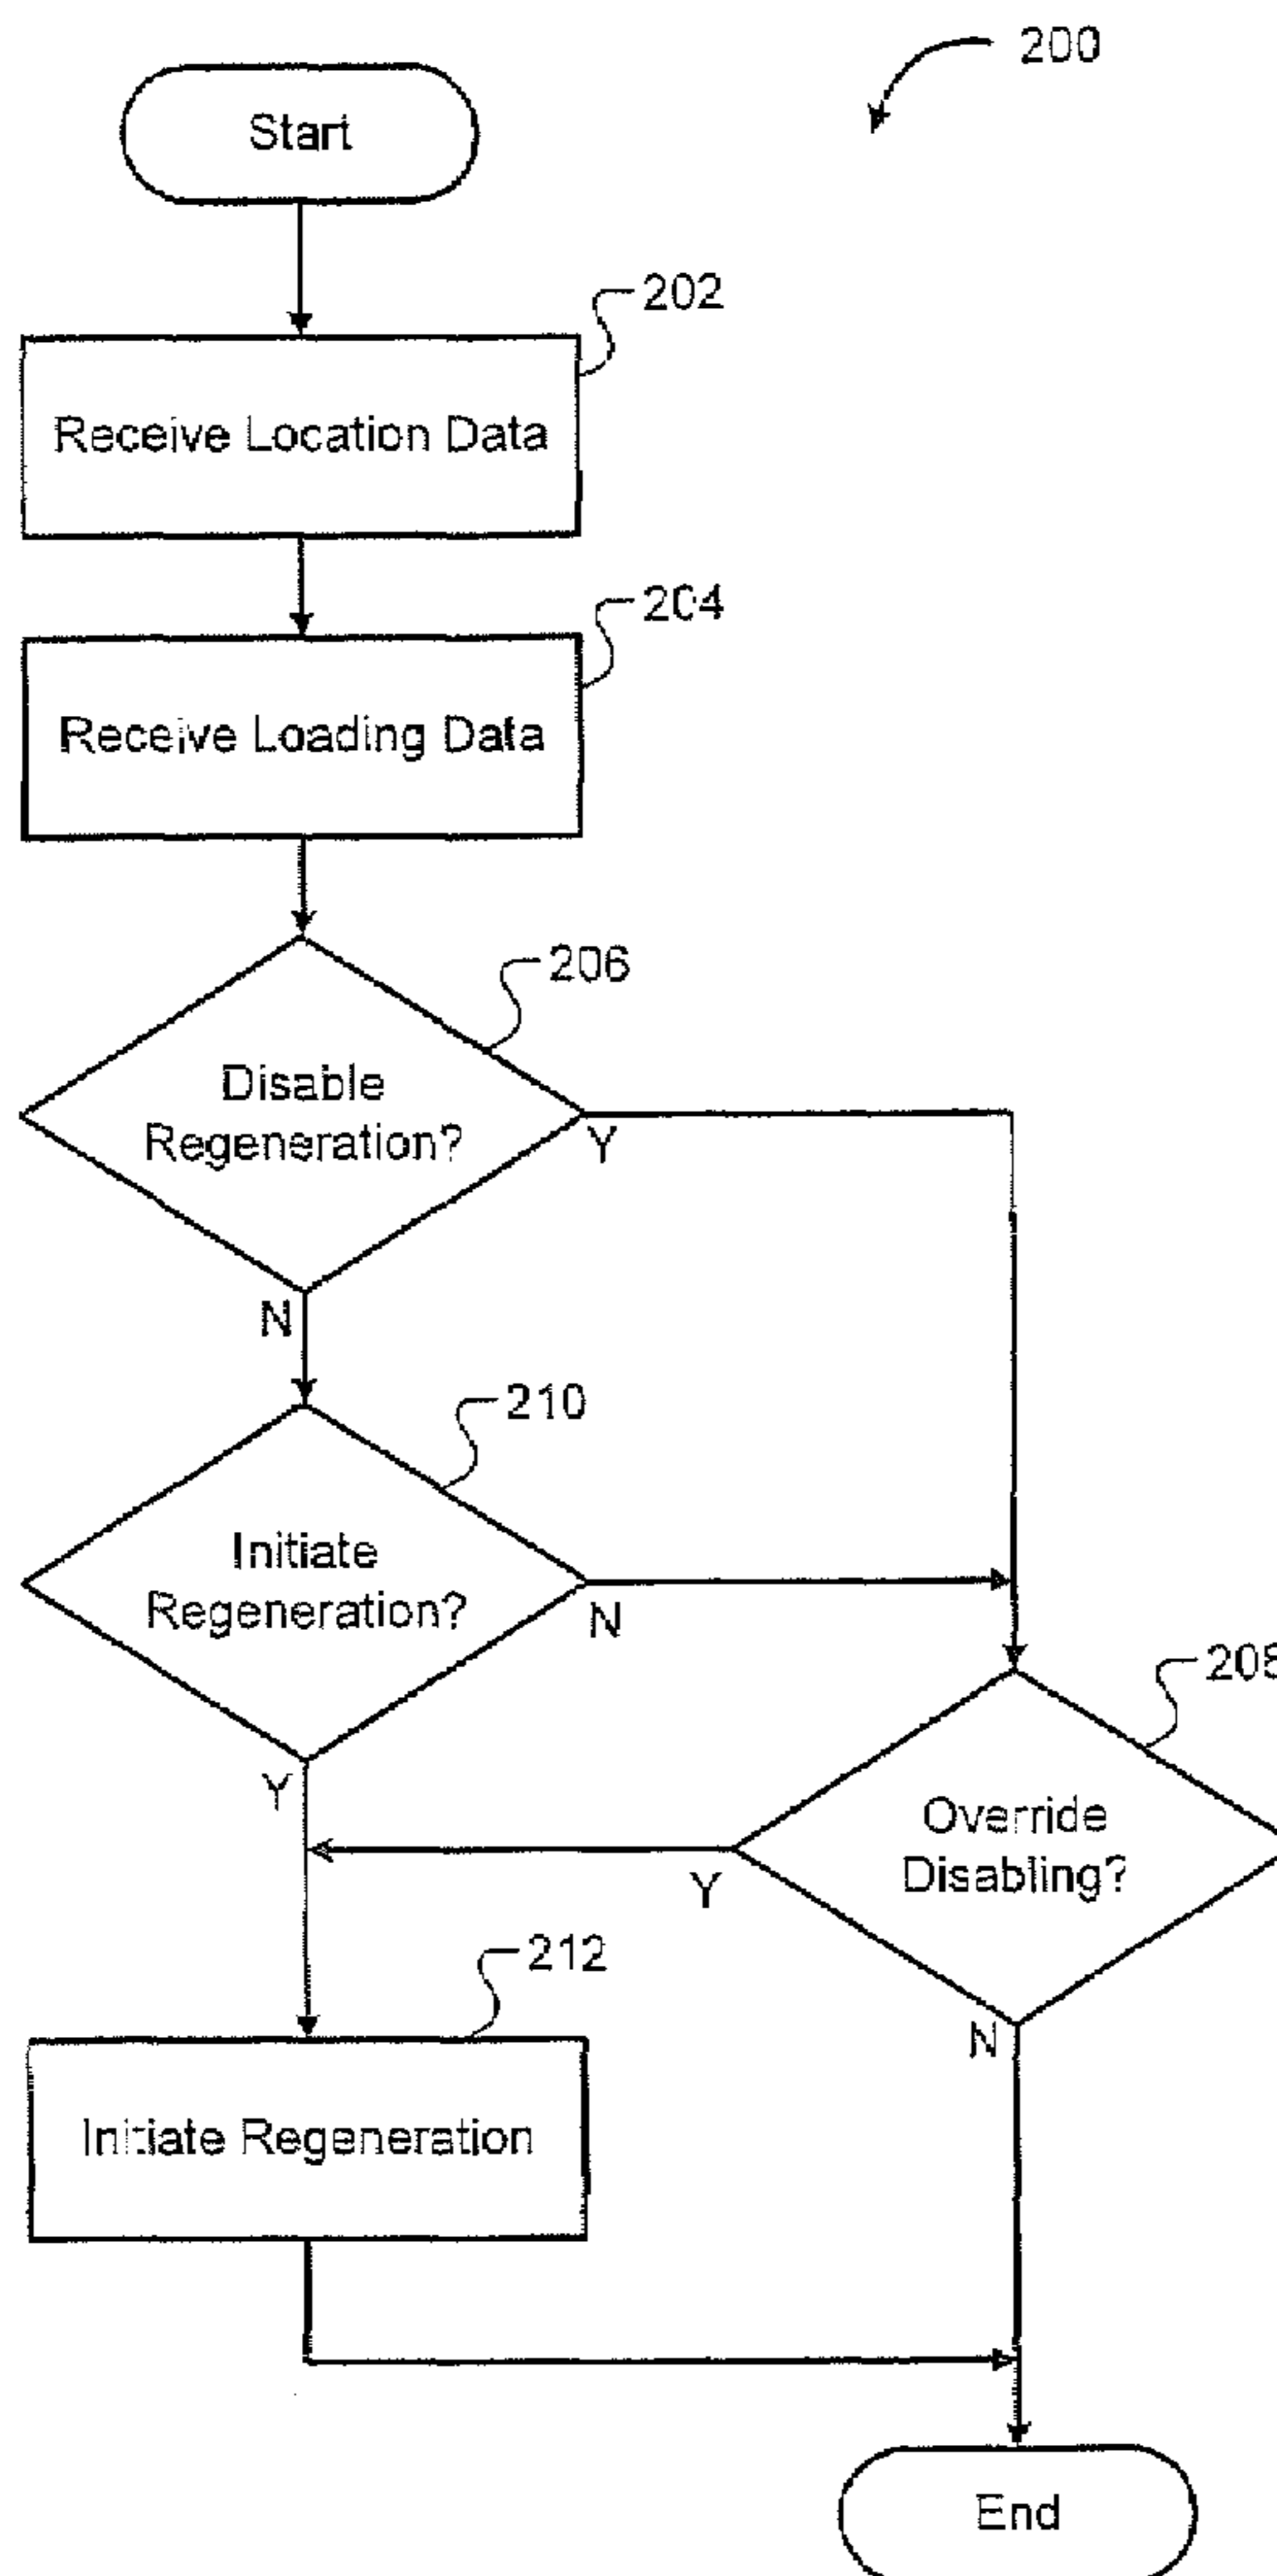 200
Start
202
Receive Location Data
204
Receive Loading Data
206
Disable
Regeneration?
Y
N
210
Initiate
Regeneration?
N
Y
208
Override
Disabling?
Y
N
212
Initiate Regeneration
End